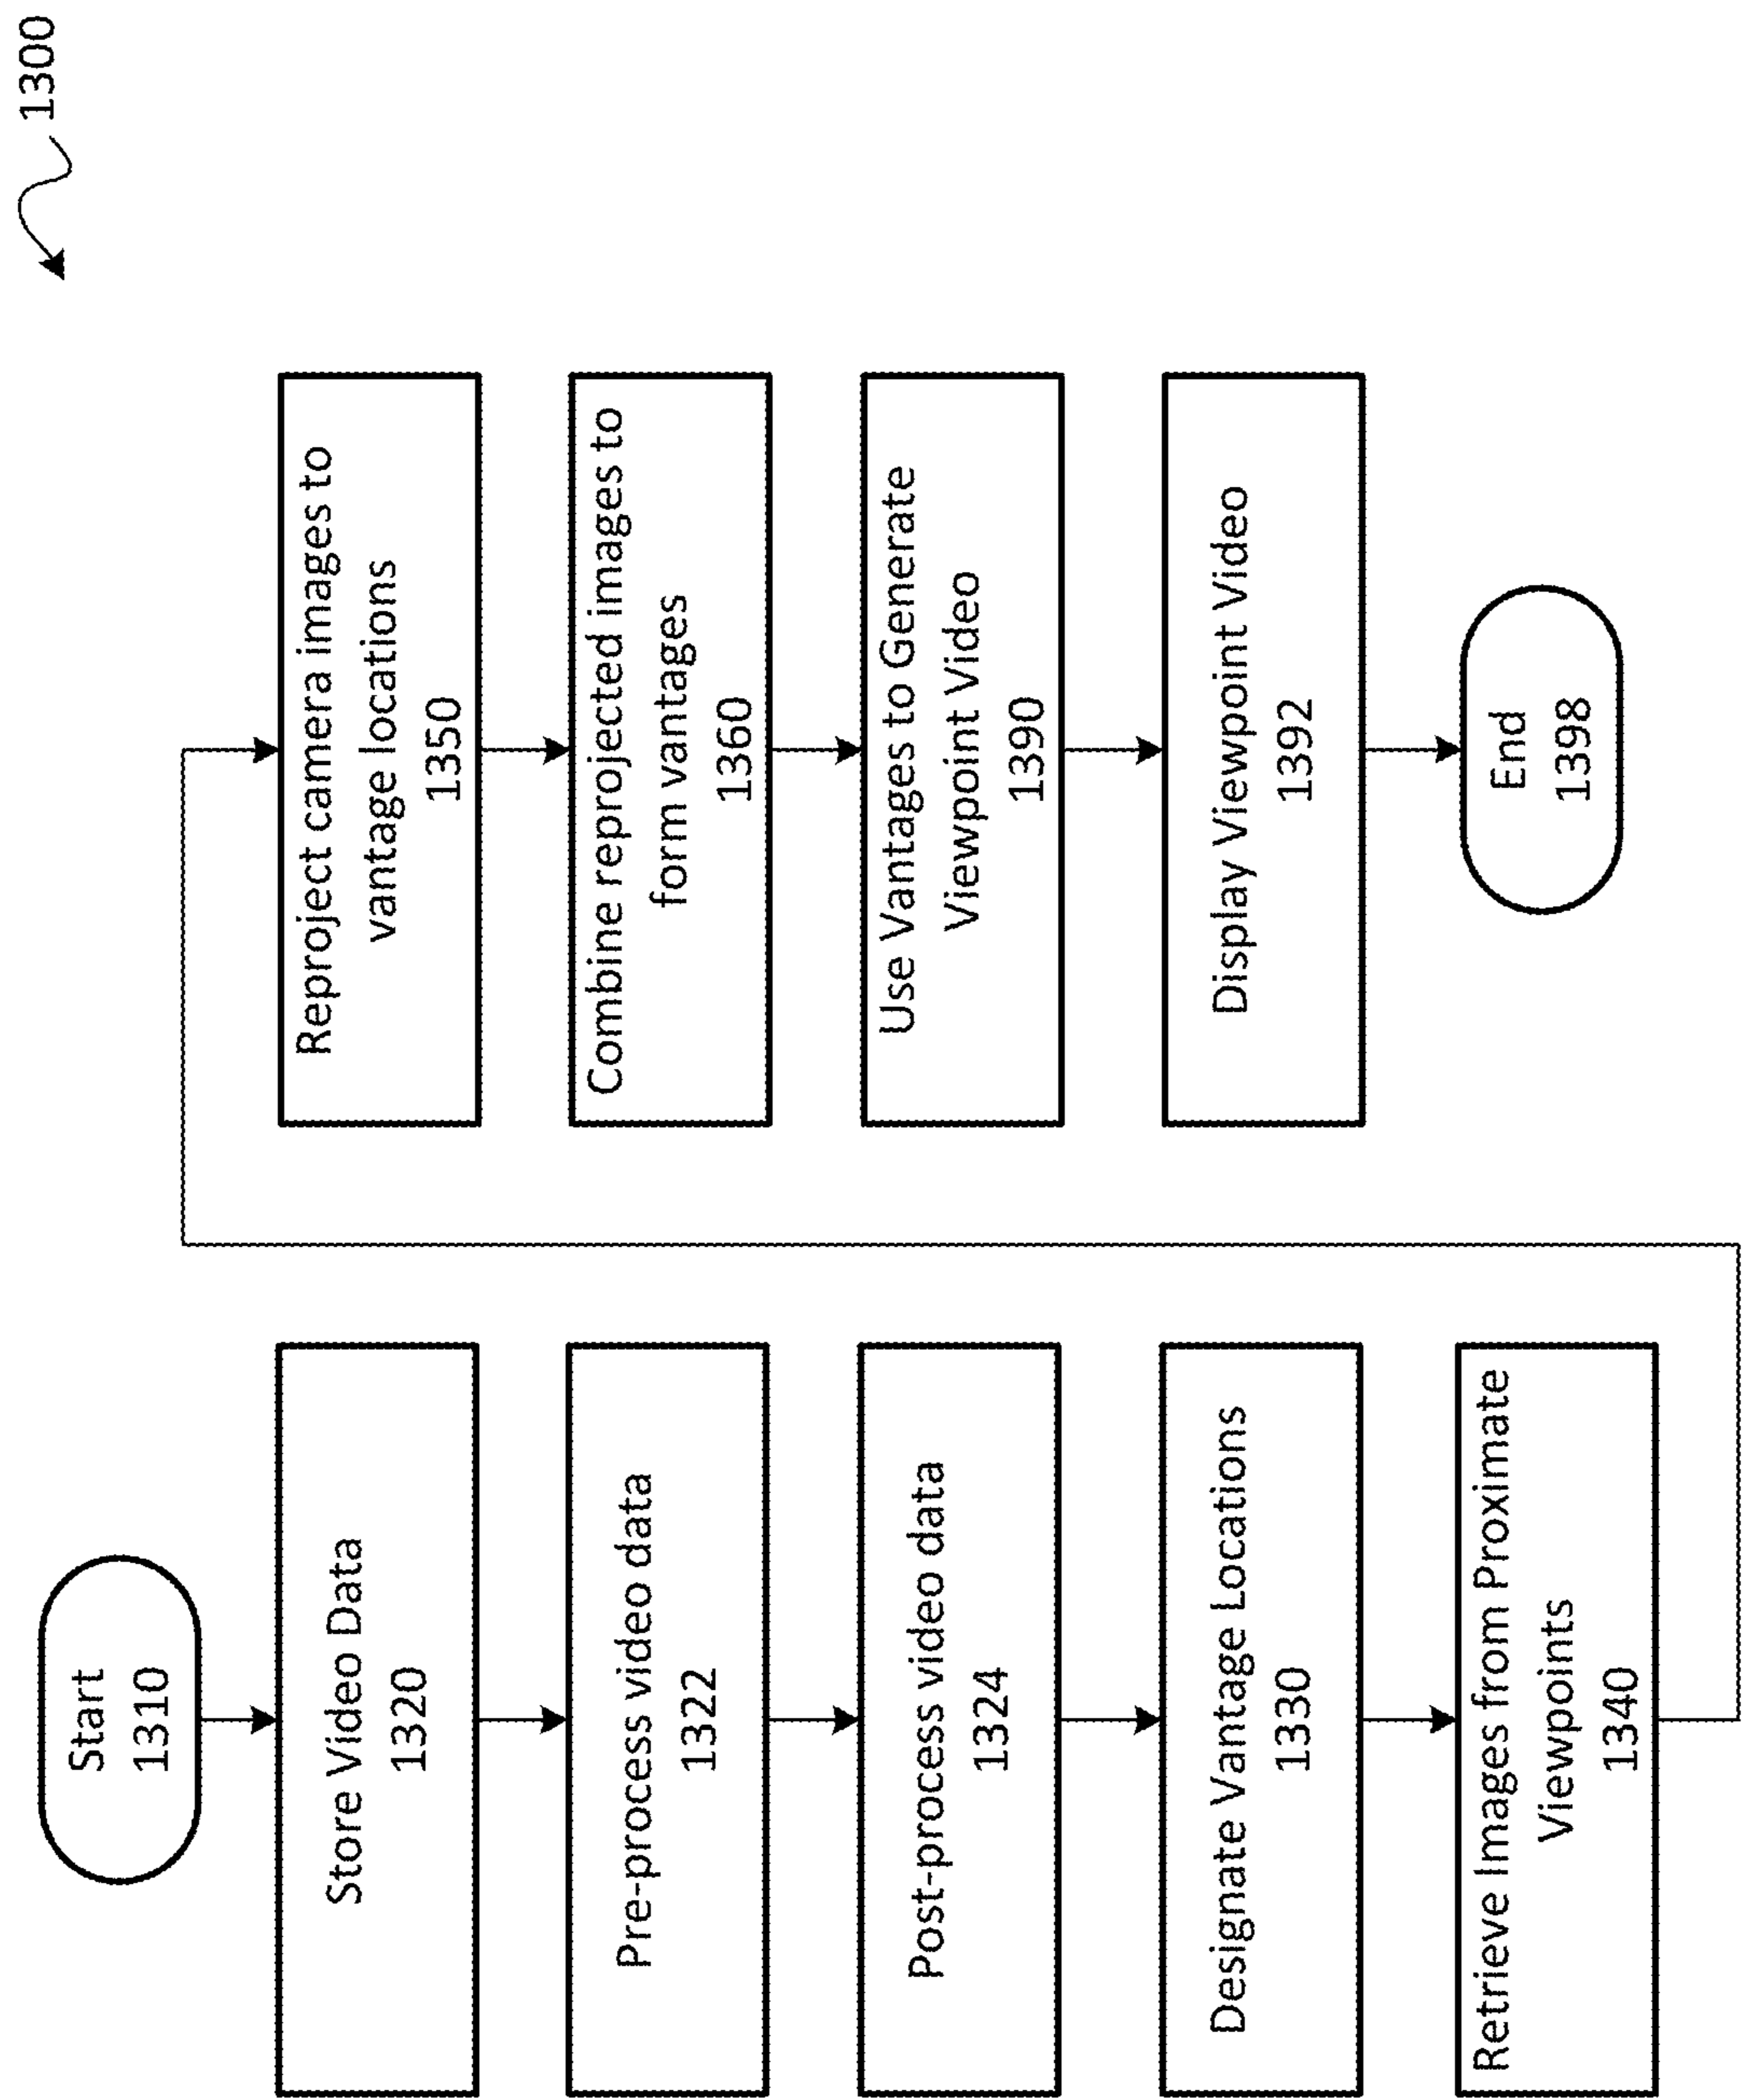 1300
Start
1310
Store Video Data
1320
Pre-process video data
1322
Post-process video data
1324
Designate Vantage Locations
1330
Retrieve Images from Proximate
Viewpoints
1340
Reproject camera images to
vantage locations
1350
Combine reprojected images to
form vantages
1360
Use Vantages to Generate
Viewpoint Video
1390
Display Viewpoint Video
1392
End
1398